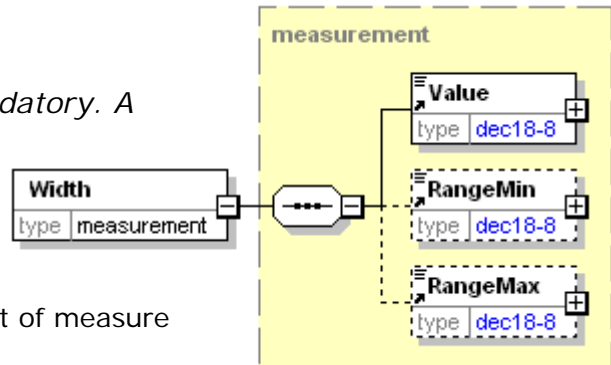 measurement
datory. A
Value
type dec18-8
Width
type measurement
RangeMin
type dec18-8
t of measure
RangeMax
type dec18-8